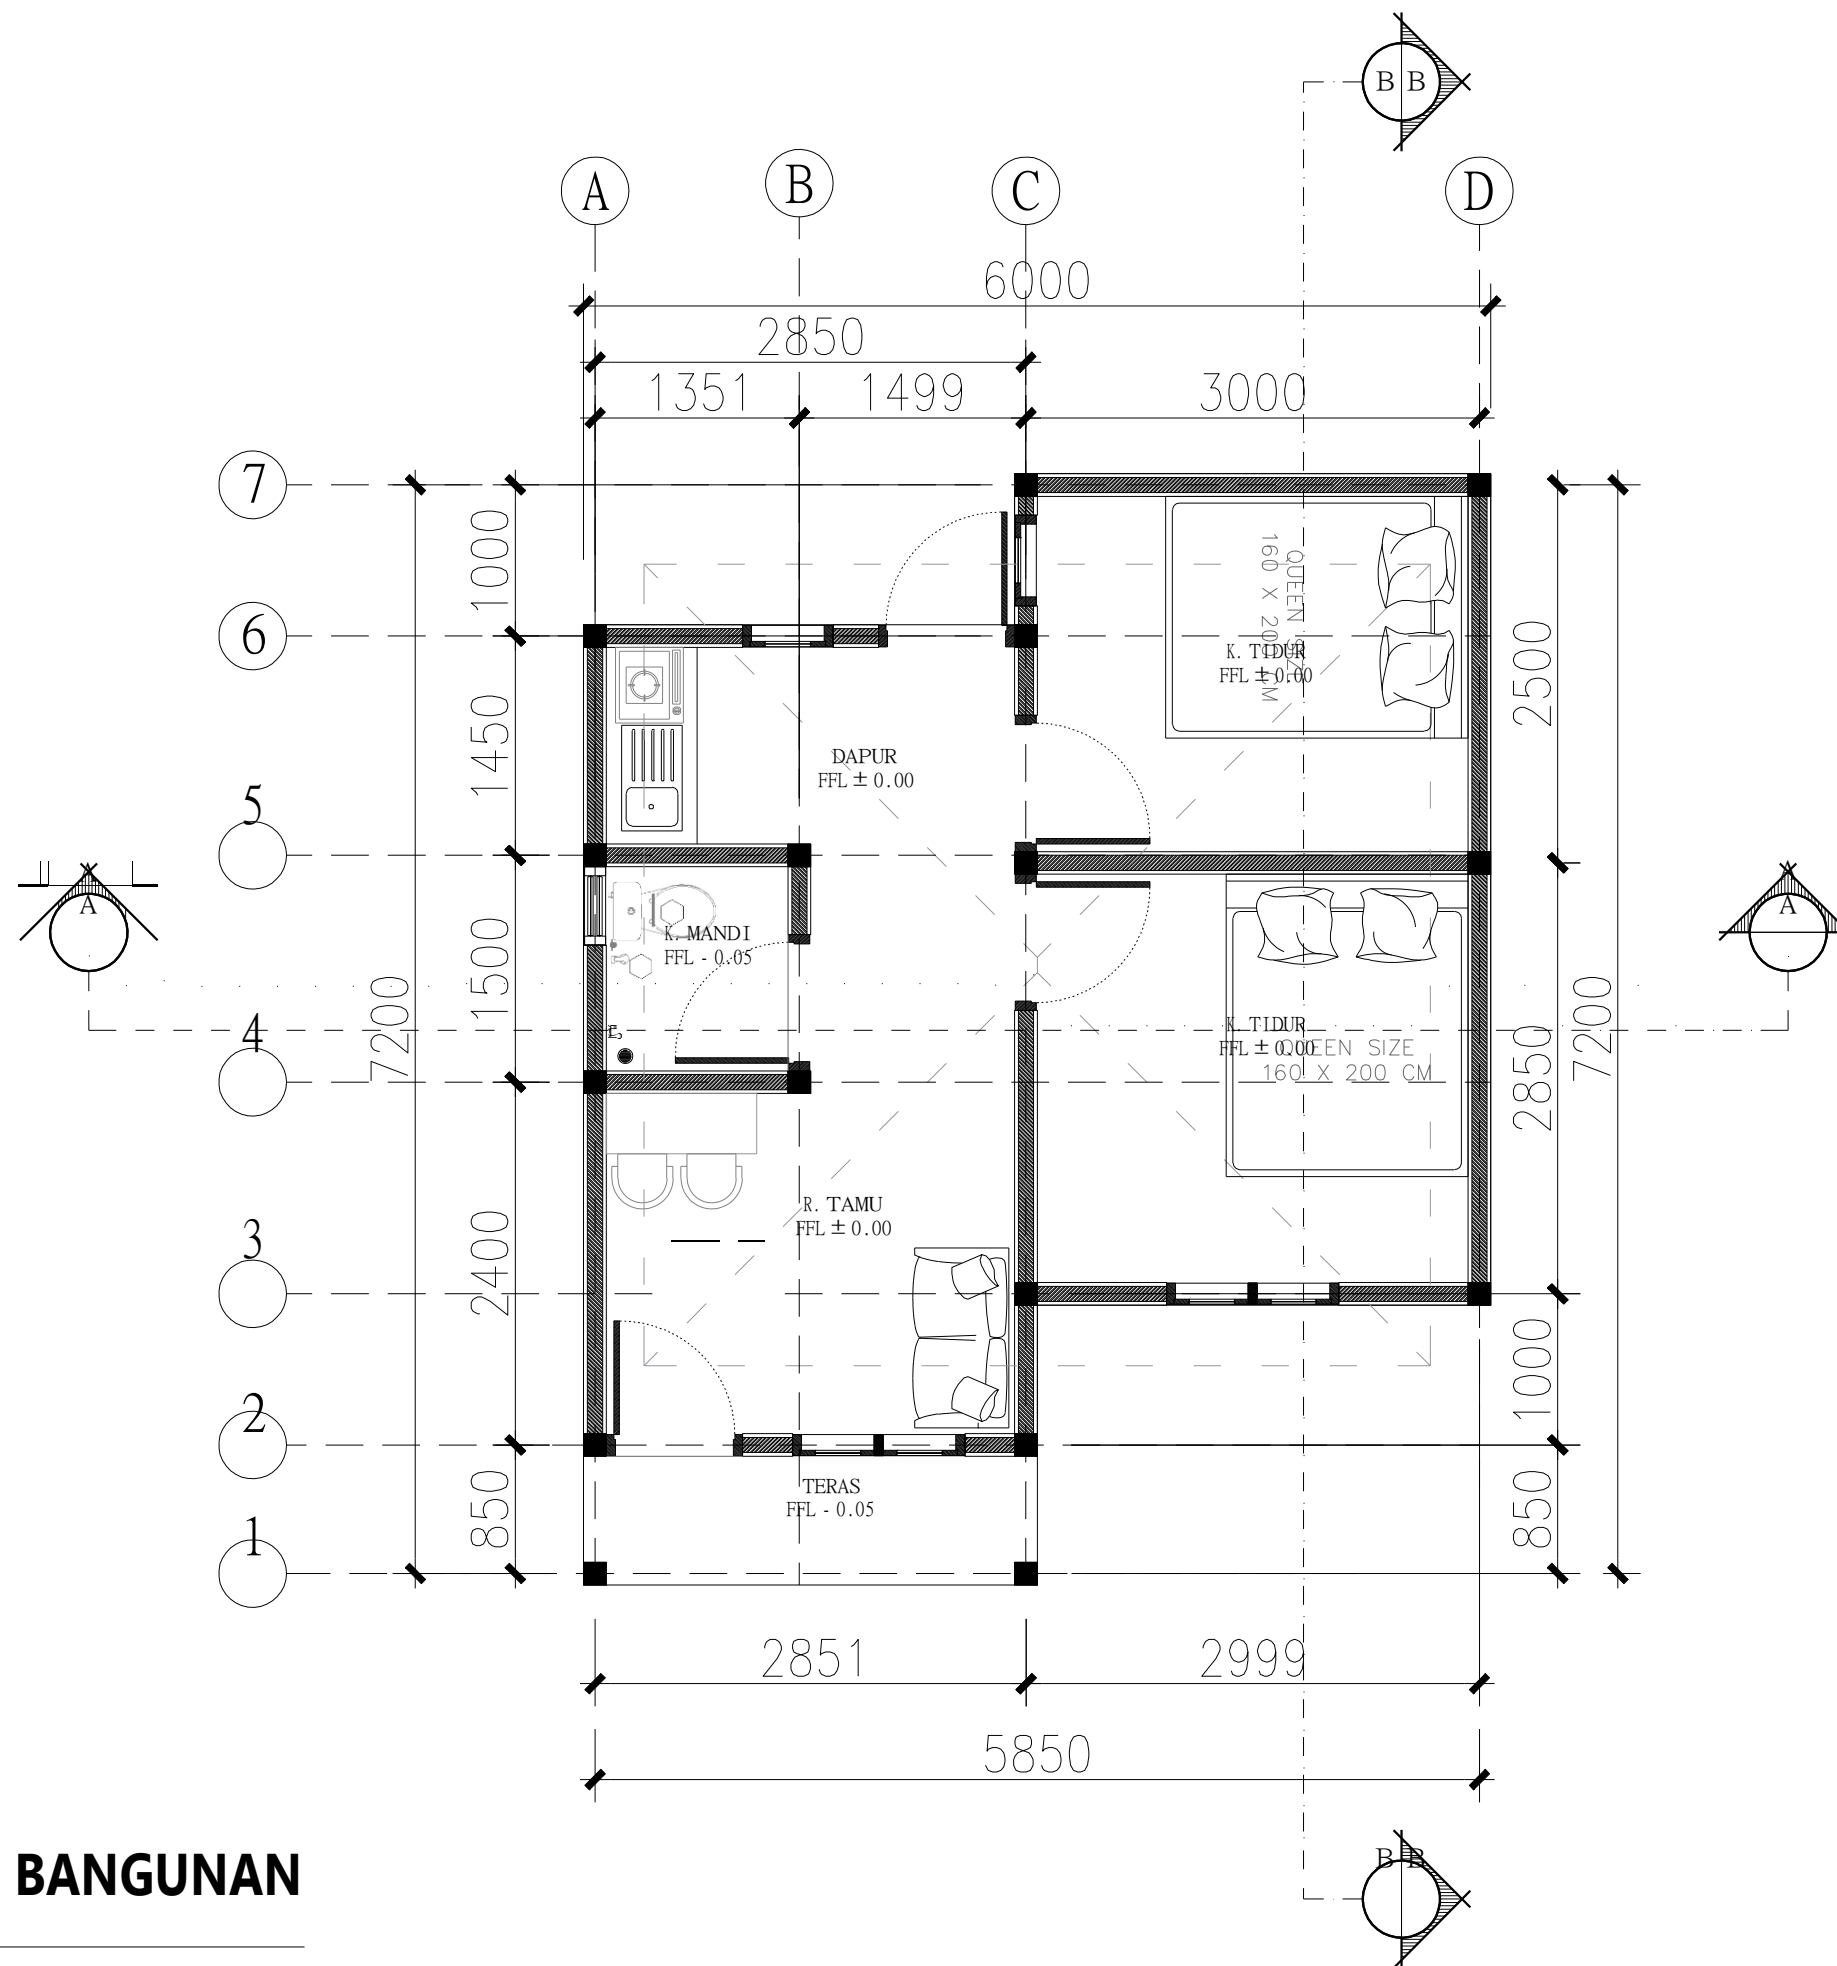 B B
A B C D
6000
2850
1351 1499 3000
7
1000
6
QUEEN SIZE
160 X 200 CM
K. TIDUR
FFL ± 0.00
2500
1450
DAPUR
FFL ± 0.00
5
A
A
A
A
K. MANDI
FFL - 0.05
1500
7200
7200
4
K. TIDUR
FFL ± 0.00
QUEEN SIZE
160 X 200 CM
2850
R. TAMU
FFL ± 0.00
3
2400
1000
2
TERAS
FFL - 0.05
850
850
1
2851 2999
5850
BANGUNAN
B B